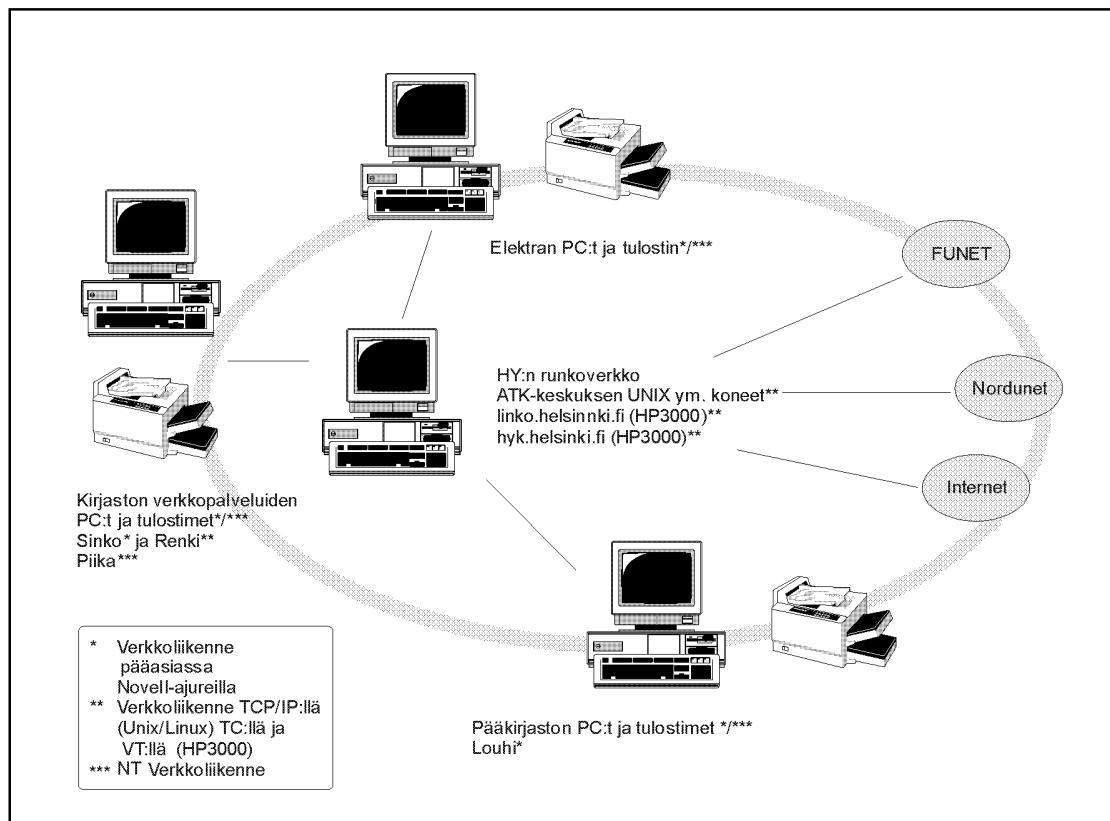 Elektran PC:t ja tulostin*/***
FUNET
HY:n runkoverkko
ATK-keskuksen UNIX ym. koneet**
linko.helsinnki.fi (HP3000)**
hyk.helsinki.fi (HP3000)**
Nordunet
Internet
Kirjaston verkkopalveluiden
PC:t ja tulostimet*/***
Sinko* ja Renki**
Piika***
Pääkirjaston PC:t ja tulostimet */***
Louhi*
* Verkkoliikenne
pääasiassa
Novell-ajureilla
** Verkkoliikenne TCP/IP:llä
(Unix/Linux) TC:llä ja
VT:llä (HP3000)
*** NT Verkkoliikenne